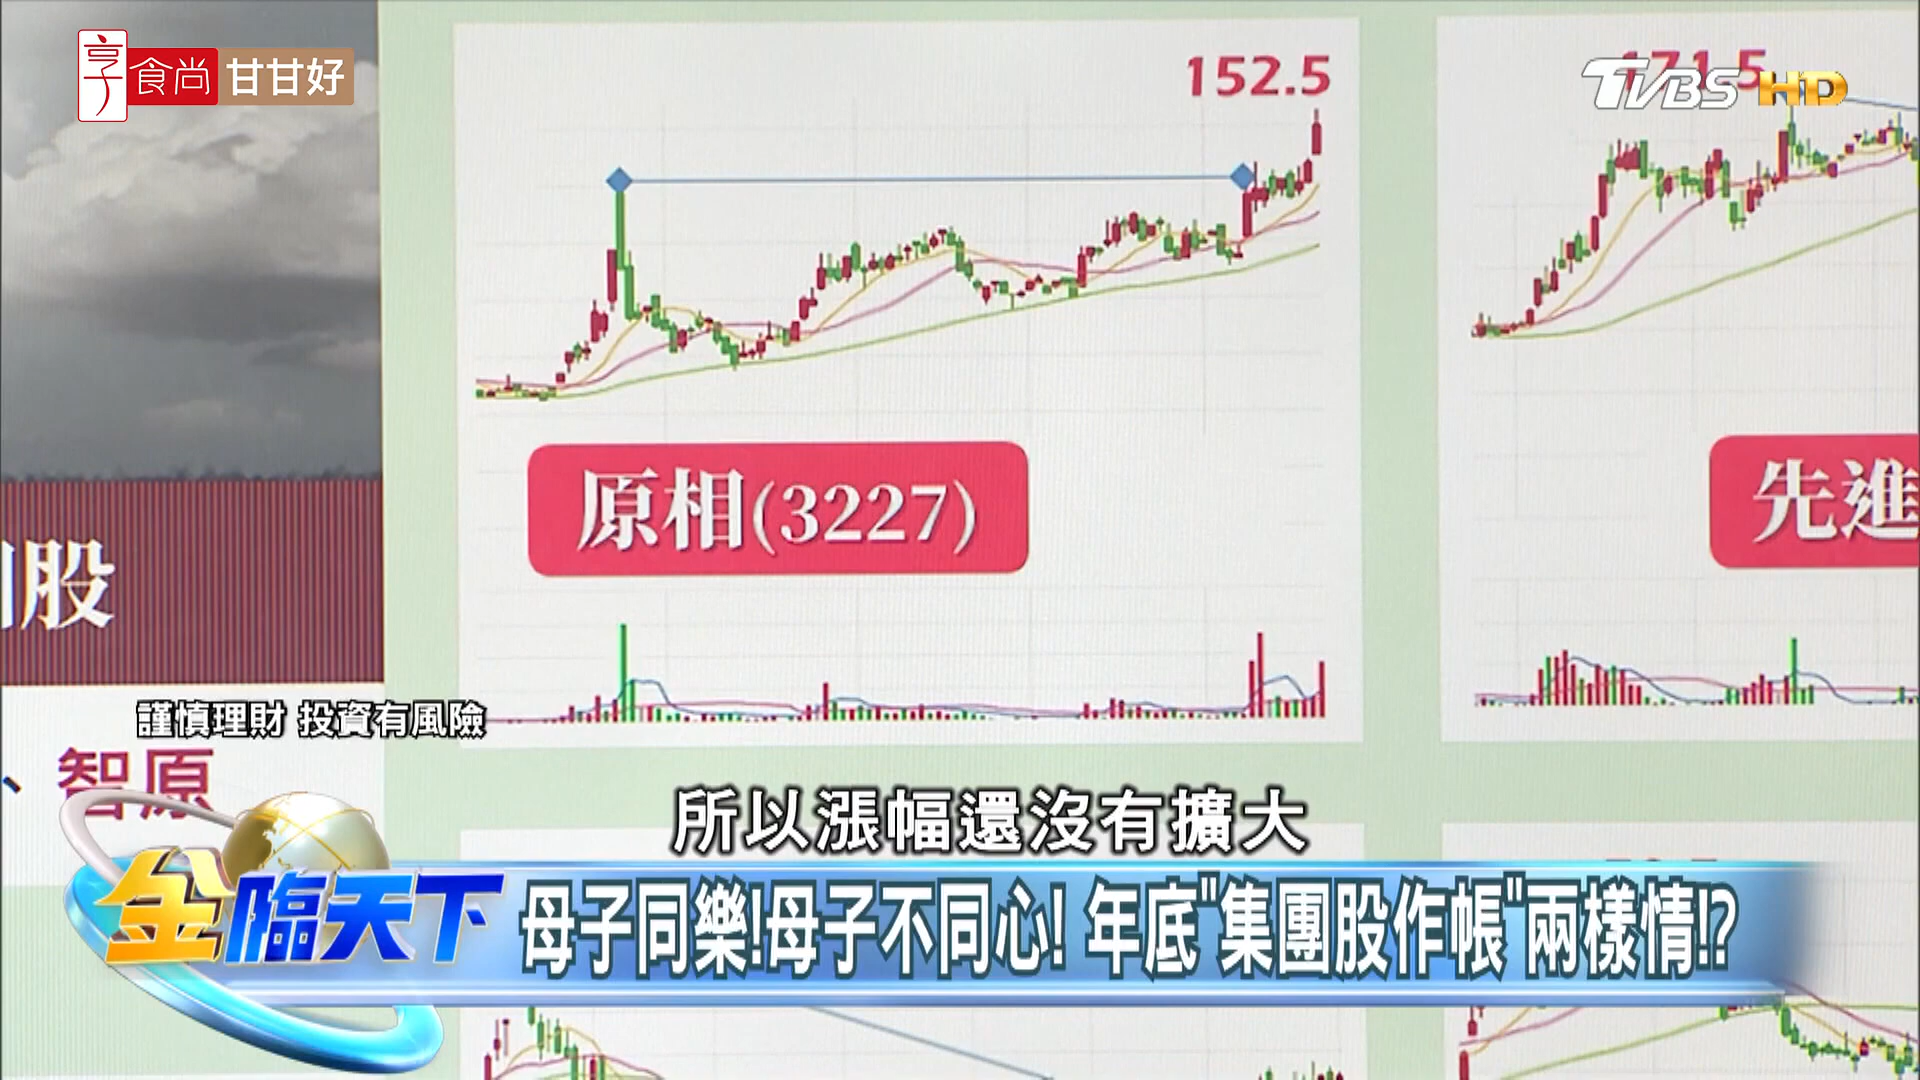 享食尚 甘甘好
TVBS HD
152.5
171.5
原相(3227)
先進
股
謹慎理財 投資有風險
、智原
所以漲幅還沒有擴大
金臨天下
母子同樂!母子不同心! 年底"集團股作帳"兩樣情!?